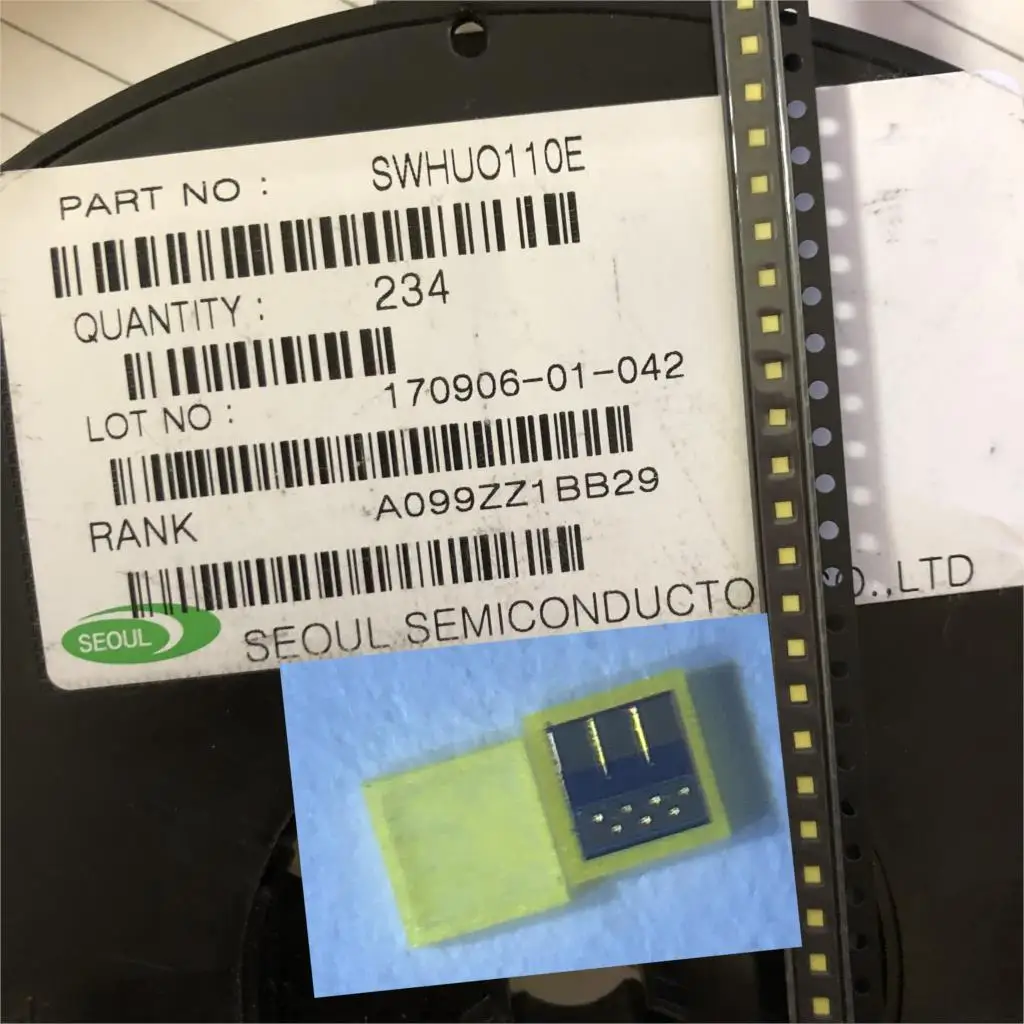 PART NO : SWHUO110E
QUANTITY : 234
LOT NO : 170906-01-042
RANK A099ZZ1BB29
SEOUL SEOUL SEMICONDUCTO O.,LTD